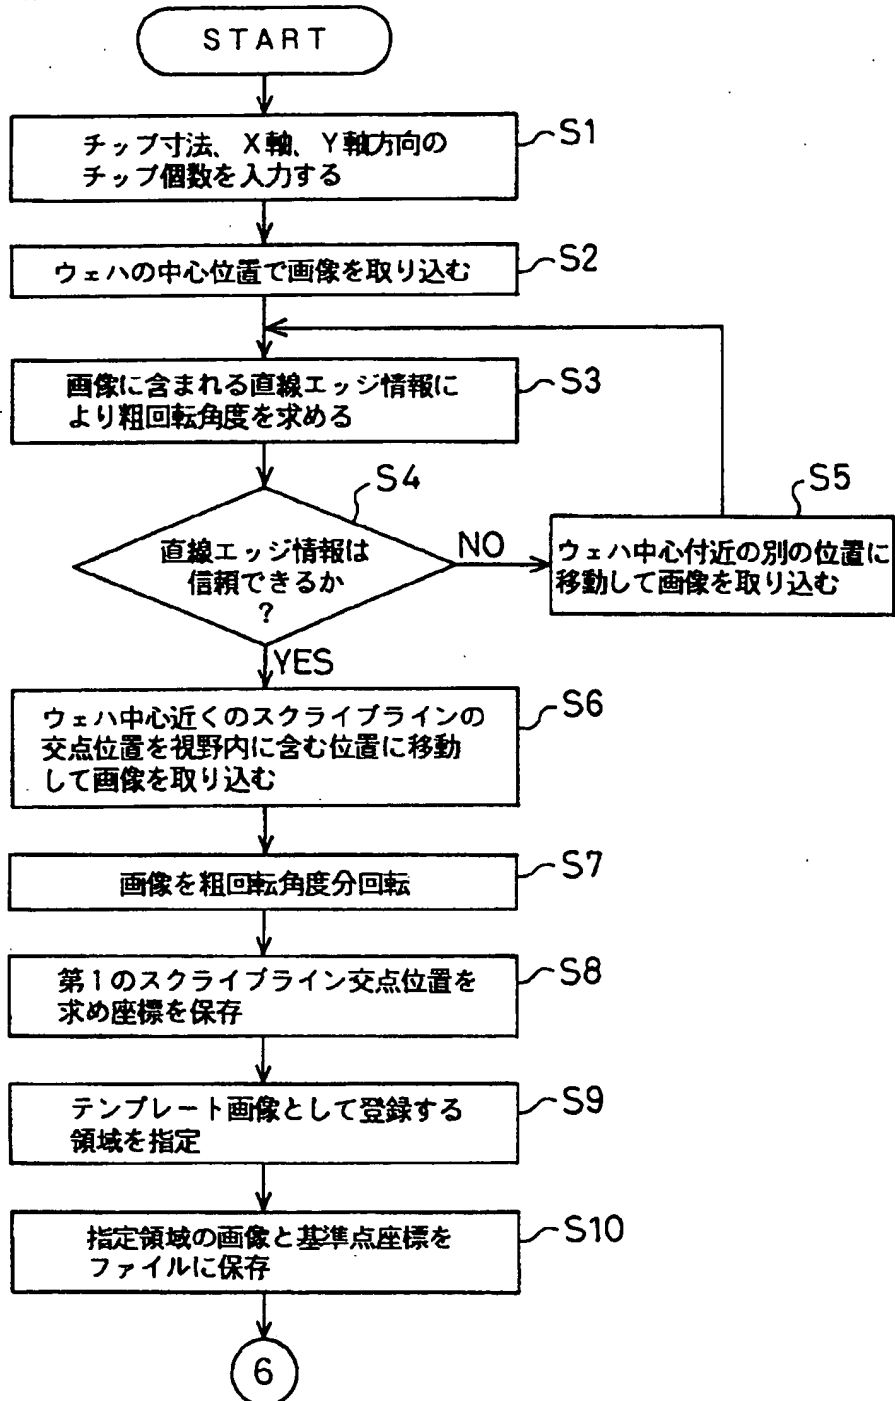 START
チップ寸法、X軸、Y軸方向の
チップ個数を入力する
S1
ウェハの中心位置で画像を取り込む
S2
画像に含まれる直線エッジ情報に
より粗回転角度を求める
S3
直線エッジ情報は
信頼できるか
?
S4
NO
ウェハ中心付近の別の位置に
移動して画像を取り込む
S5
YES
ウェハ中心近くのスクライブラインの
交点位置を視野内に含む位置に移動
して画像を取り込む
S6
画像を粗回転角度分回転
S7
第1のスクライブライン交点位置を
求め座標を保存
S8
テンプレート画像として登録する
領域を指定
S9
指定領域の画像と基準点座標を
ファイルに保存
S10
6